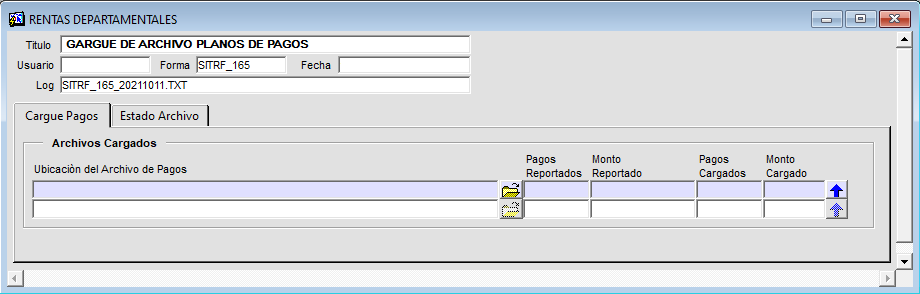 RENTAS DEPARTAMENTALES
Titulo GARGUE DE ARCHIVO PLANOS DE PAGOS
Usuario Forma SITRF_165 Fecha
Log SITRF_165_20211011.TXT
Cargue Pagos Estado Archivo
Archivos Cargados
Ubicaciòn del Archivo de Pagos
Pagos Reportados
Monto Reportado
Pagos Cargados
Monto Cargado